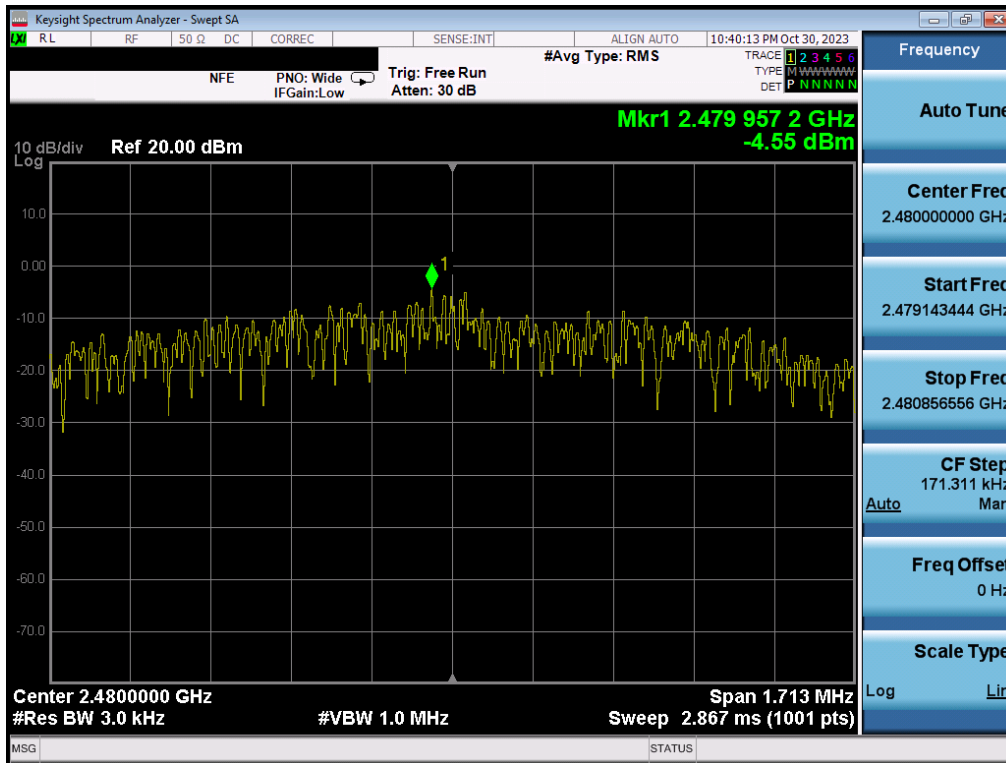 Keysight Spectrum Analyzer - Swept SA
LXI RL RF 50 Ω DC CORREC SENSE:INT ALIGN AUTO 10:40:13 PM Oct 30, 2023
#Avg Type: RMS
TRACE 1 2 3 4 5 6
NFE PNO: Wide Trig: Free Run TYPE M WWWWW
IFGain:Low Atten: 30 dB DET P N N N N N
Mkr1 2.479 957 2 GHz
-4.55 dBm
10 dB/div Ref 20.00 dBm
Log
10.0
0.00
1
-10.0
-20.0
-30.0
-40.0
-50.0
-60.0
-70.0
Center 2.4800000 GHz Span 1.713 MHz
#Res BW 3.0 kHz #VBW 1.0 MHz Sweep 2.867 ms (1001 pts)
MSG STATUS
Frequency
Auto Tune
Center Freq
2.480000000 GHz
Start Freq
2.479143444 GHz
Stop Freq
2.480856556 GHz
CF Step
171.311 kHz
Auto Man
Freq Offset
0 Hz
Scale Type
Log Lin